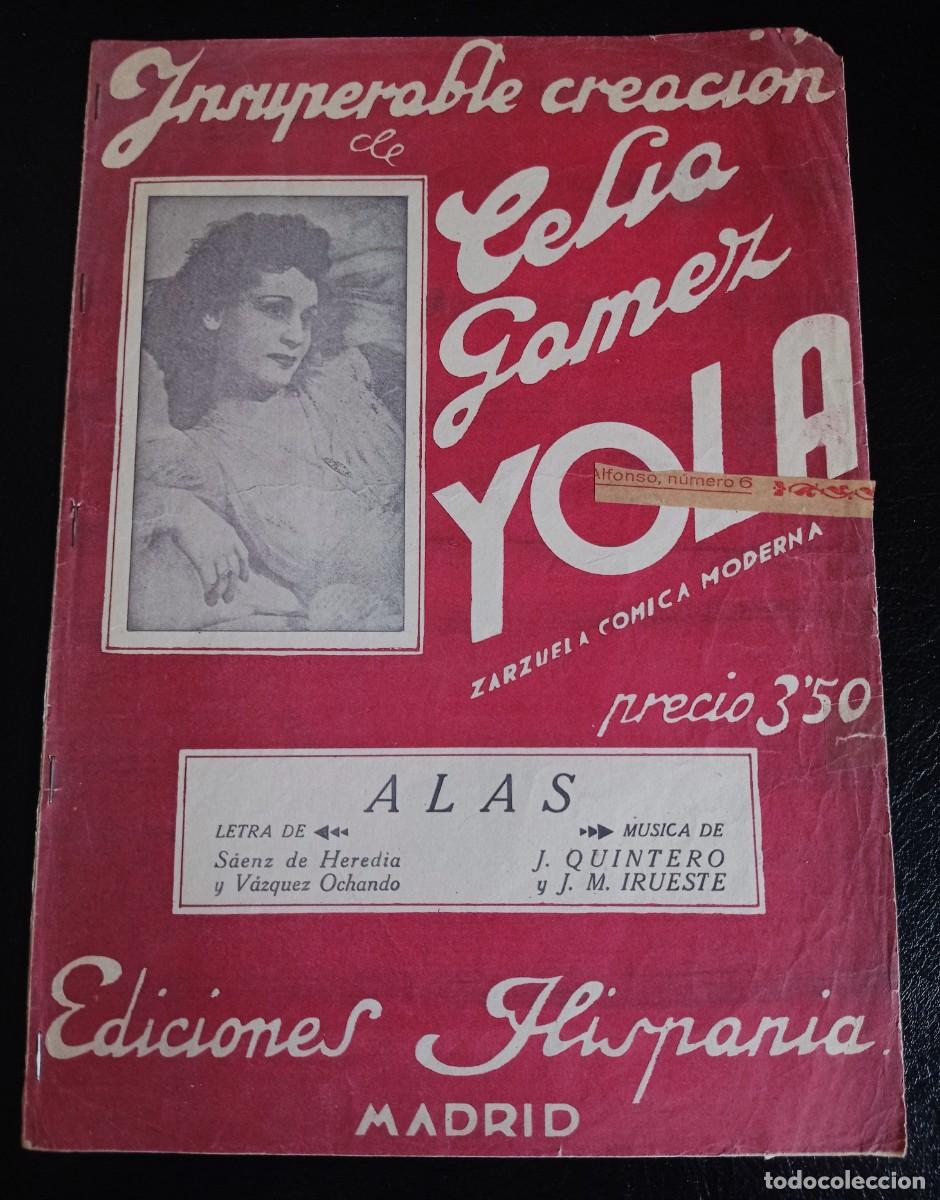 Insuperable creación
de
Celia
Gomez
YOLA
Alfonso, número 6
ZARZUELA COMICA MODERNA
precio 3'50
ALAS
LETRA DE
MUSICA DE
Sáenz de Heredia
y Vázquez Ochando
J. QUINTERO
y J. M. IRUESTE
Ediciones Hispania.
MADRID
todocoleccion